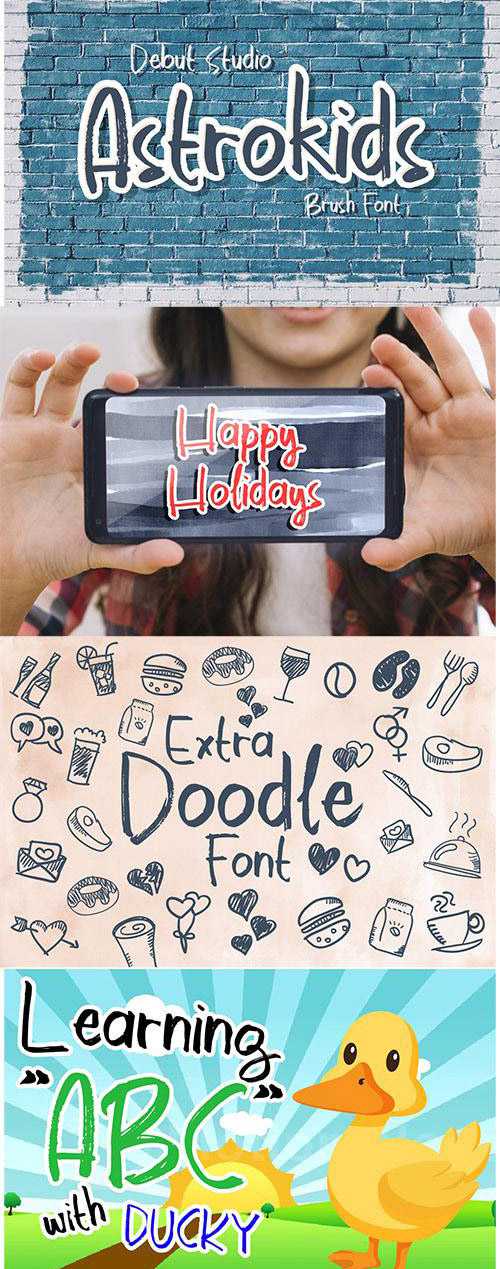 Debut Studio
Astrokids
Brush Font
Happy
Holidays
Extra
Doodle
Font
Learning
"ABC"
with DUCKY